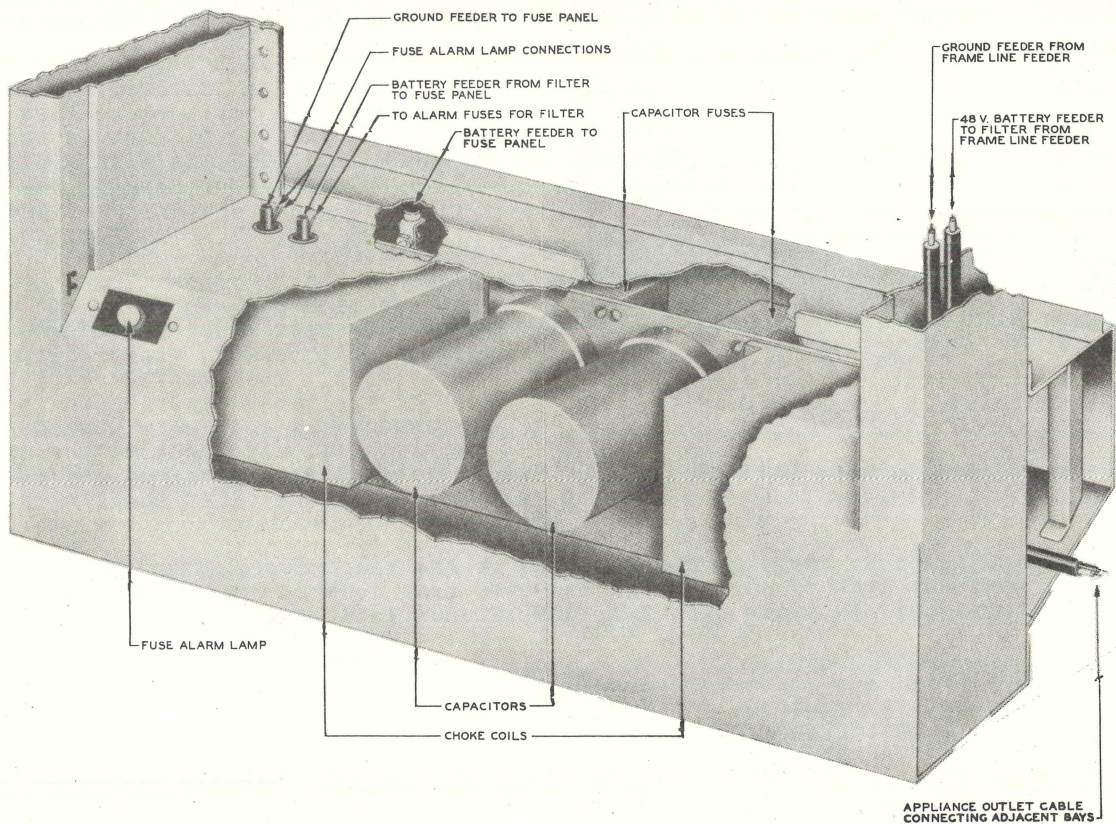 GROUND FEEDER TO FUSE PANEL
FUSE ALARM LAMP CONNECTIONS
BATTERY FEEDER FROM FILTER
TO FUSE PANEL
TO ALARM FUSES FOR FILTER
BATTERY FEEDER TO
FUSE PANEL
CAPACITOR FUSES
GROUND FEEDER FROM
FRAME LINE FEEDER
48 V. BATTERY FEEDER
TO FILTER FROM
FRAME LINE FEEDER
F
FUSE ALARM LAMP
CAPACITORS
CHOKE COILS
APPLIANCE OUTLET CABLE
CONNECTING ADJACENT BAYS